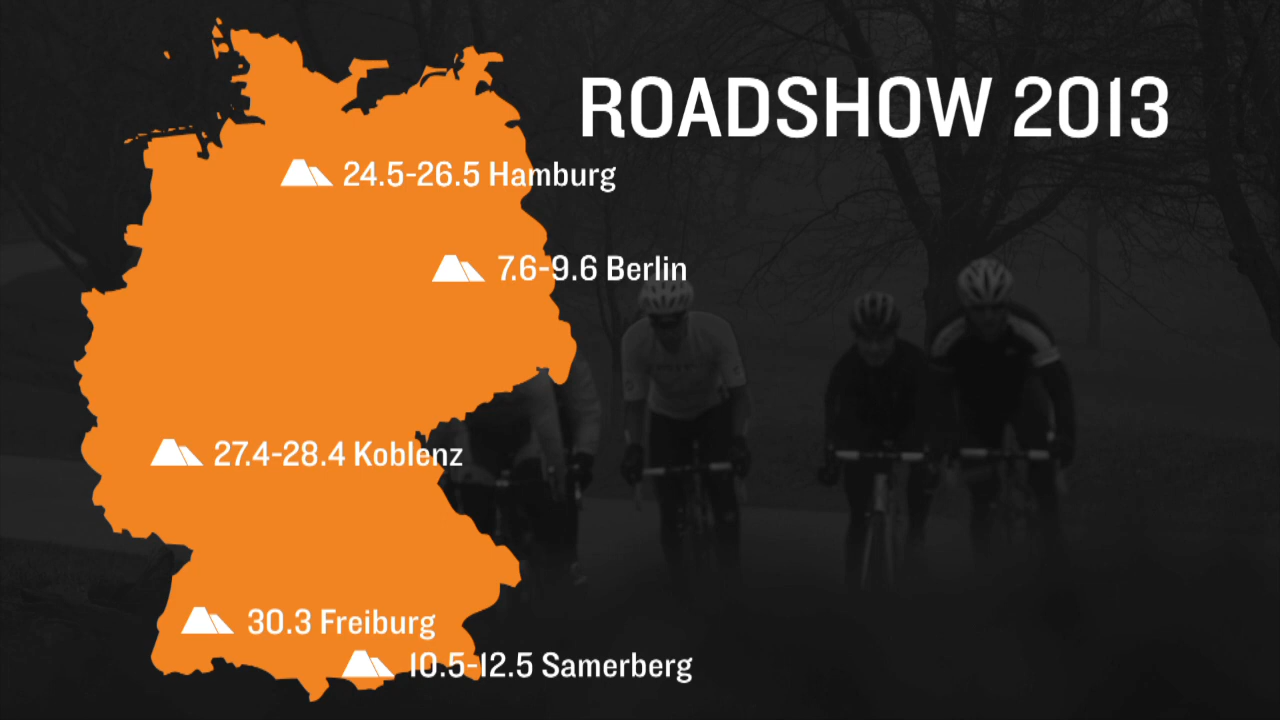 ROADSHOW 2013
24.5-26.5 Hamburg
7.6-9.6 Berlin
27.4-28.4 Koblenz
30.3 Freiburg
10.5-12.5 Samerberg